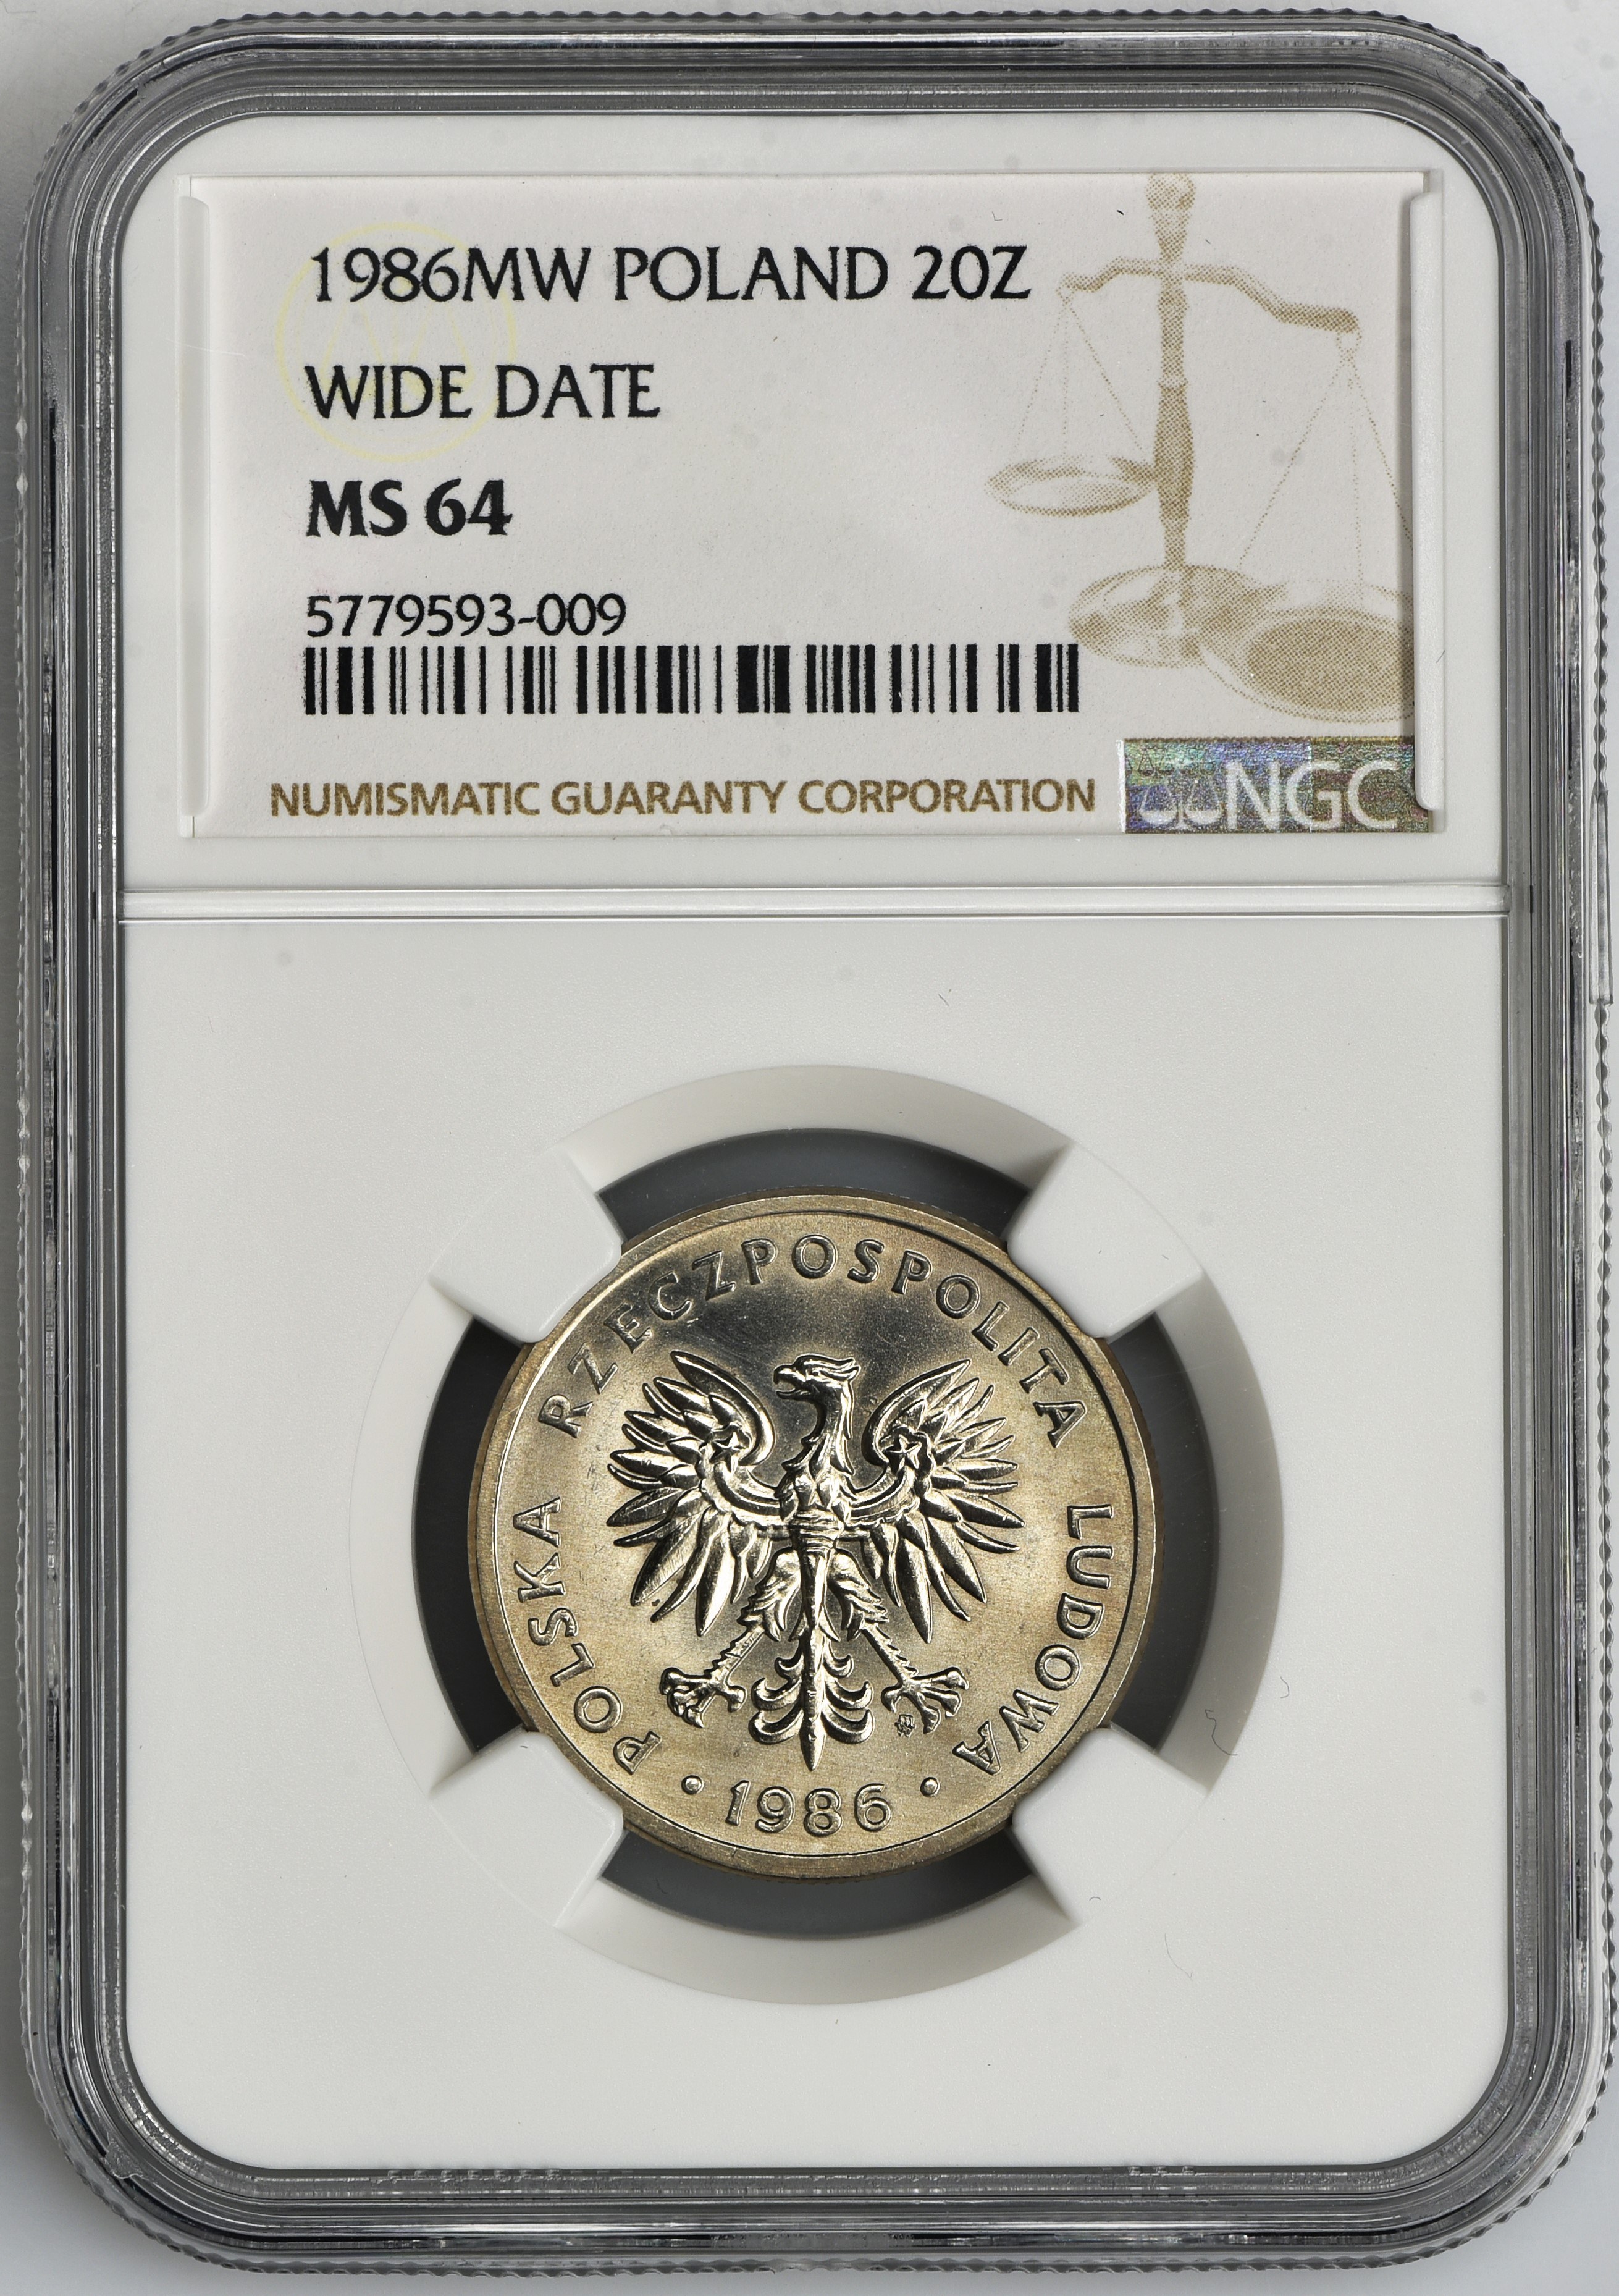 1986MW POLAND 20Z
WIDE DATE
MS 64
5779593-009
NUMISMATIC GUARANTY CORPORATION
NGC
POLSKA RZECZPOSPOLITA LUDOWA
· 1986 ·